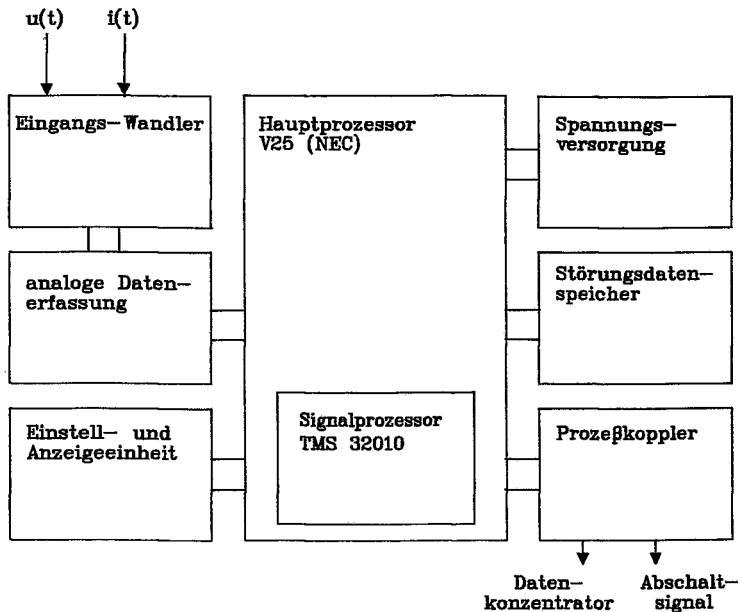 u(t) i(t)
Eingangs-Wandler
Hauptprozessor
V25 (NEC)
Spannungs-
versorgung
analoge Daten-
erfassung
Störungsdaten-
speicher
Einstell- und
Anzeigeeinheit
Signalprozessor
TMS 32010
Prozeßkoppler
Daten-
konzentrator
Abschalt-
signal